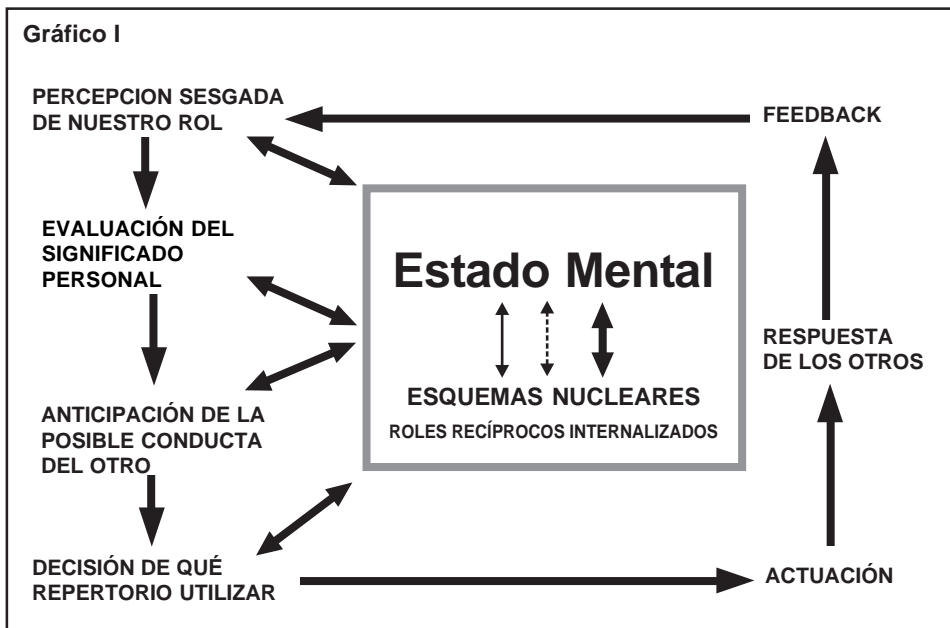 Gráfico I
PERCEPCION SESGADA
DE NUESTRO ROL
FEEDBACK
EVALUACIÓN DEL
SIGNIFICADO
PERSONAL
Estado Mental
ESQUEMAS NUCLEARES
ROLES RECÍPROCOS INTERNALIZADOS
RESPUESTA
DE LOS OTROS
ANTICIPACIÓN DE LA
POSIBLE CONDUCTA
DEL OTRO
DECISIÓN DE QUÉ
REPERTORIO UTILIZAR
ACTUACIÓN